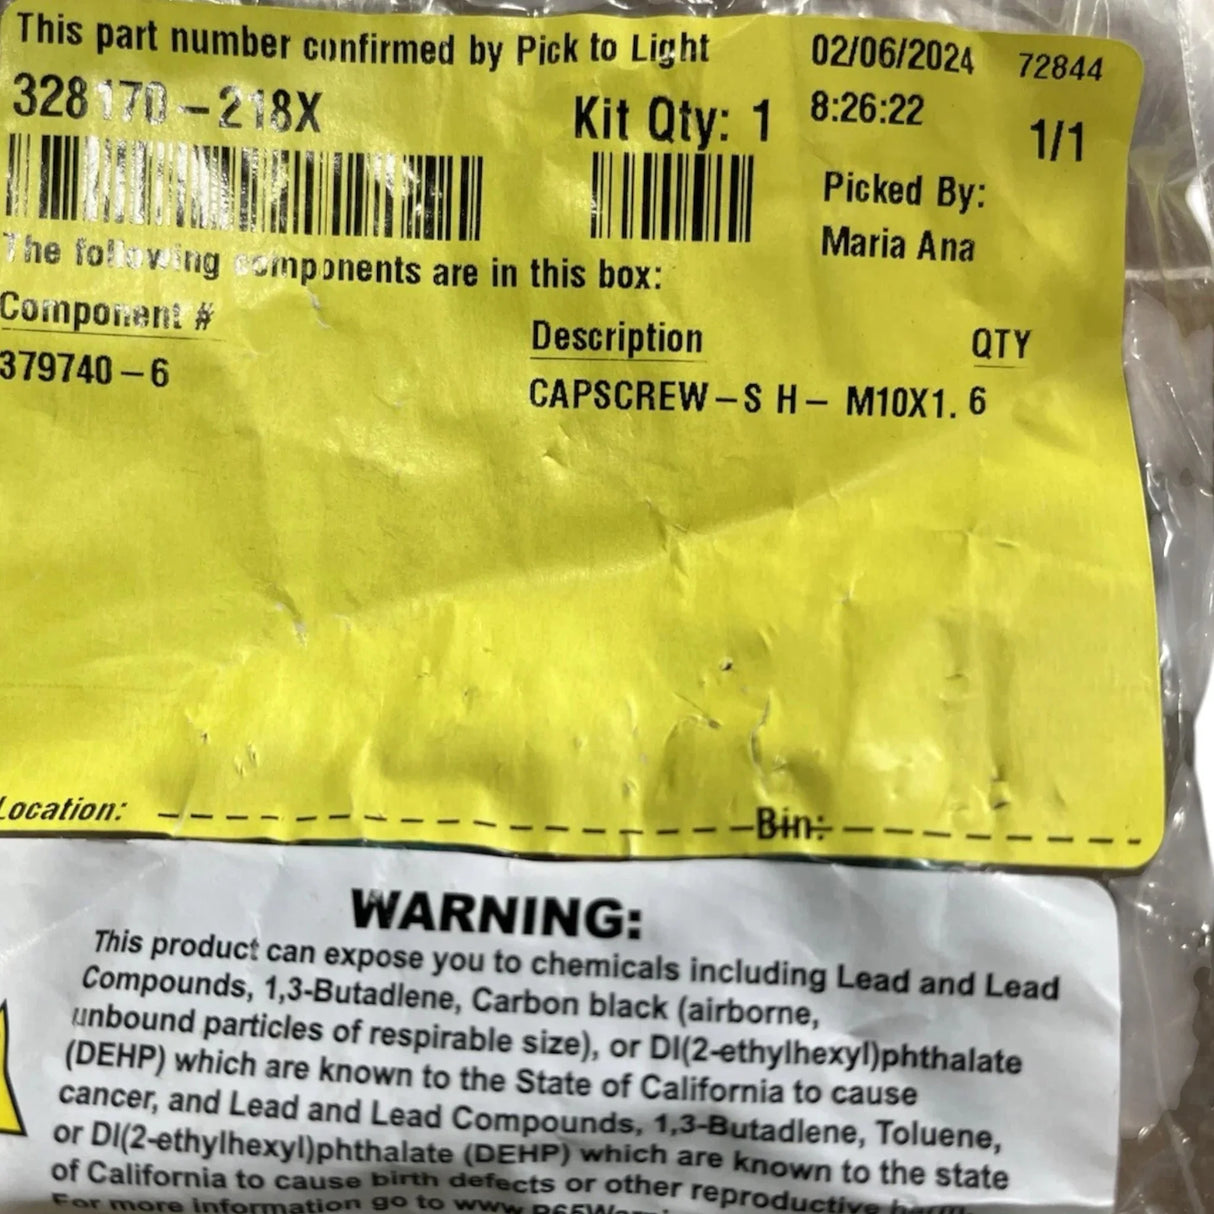 This part number confirmed by Pick to Light 02/06/2024 72844
328170-218X Kit Qty: 1 8:26:22 1/1
Picked By:
Maria Ana
The following components are in this box:
Component # Description QTY
379740-6 CAPSCREW-S H- M10X1. 6
Location: Bin:
WARNING:
This product can expose you to chemicals including Lead and Lead
Compounds, 1,3-Butadlene, Carbon black (airborne,
unbound particles of respirable size), or DI(2-ethylhexyl)phthalate
(DEHP) which are known to the State of California to cause
cancer, and Lead and Lead Compounds, 1,3-Butadlene, Toluene,
or DI(2-ethylhexyl)phthalate (DEHP) which are known to the state
of California to cause birth defects or other reproductive harm.
For more information go to